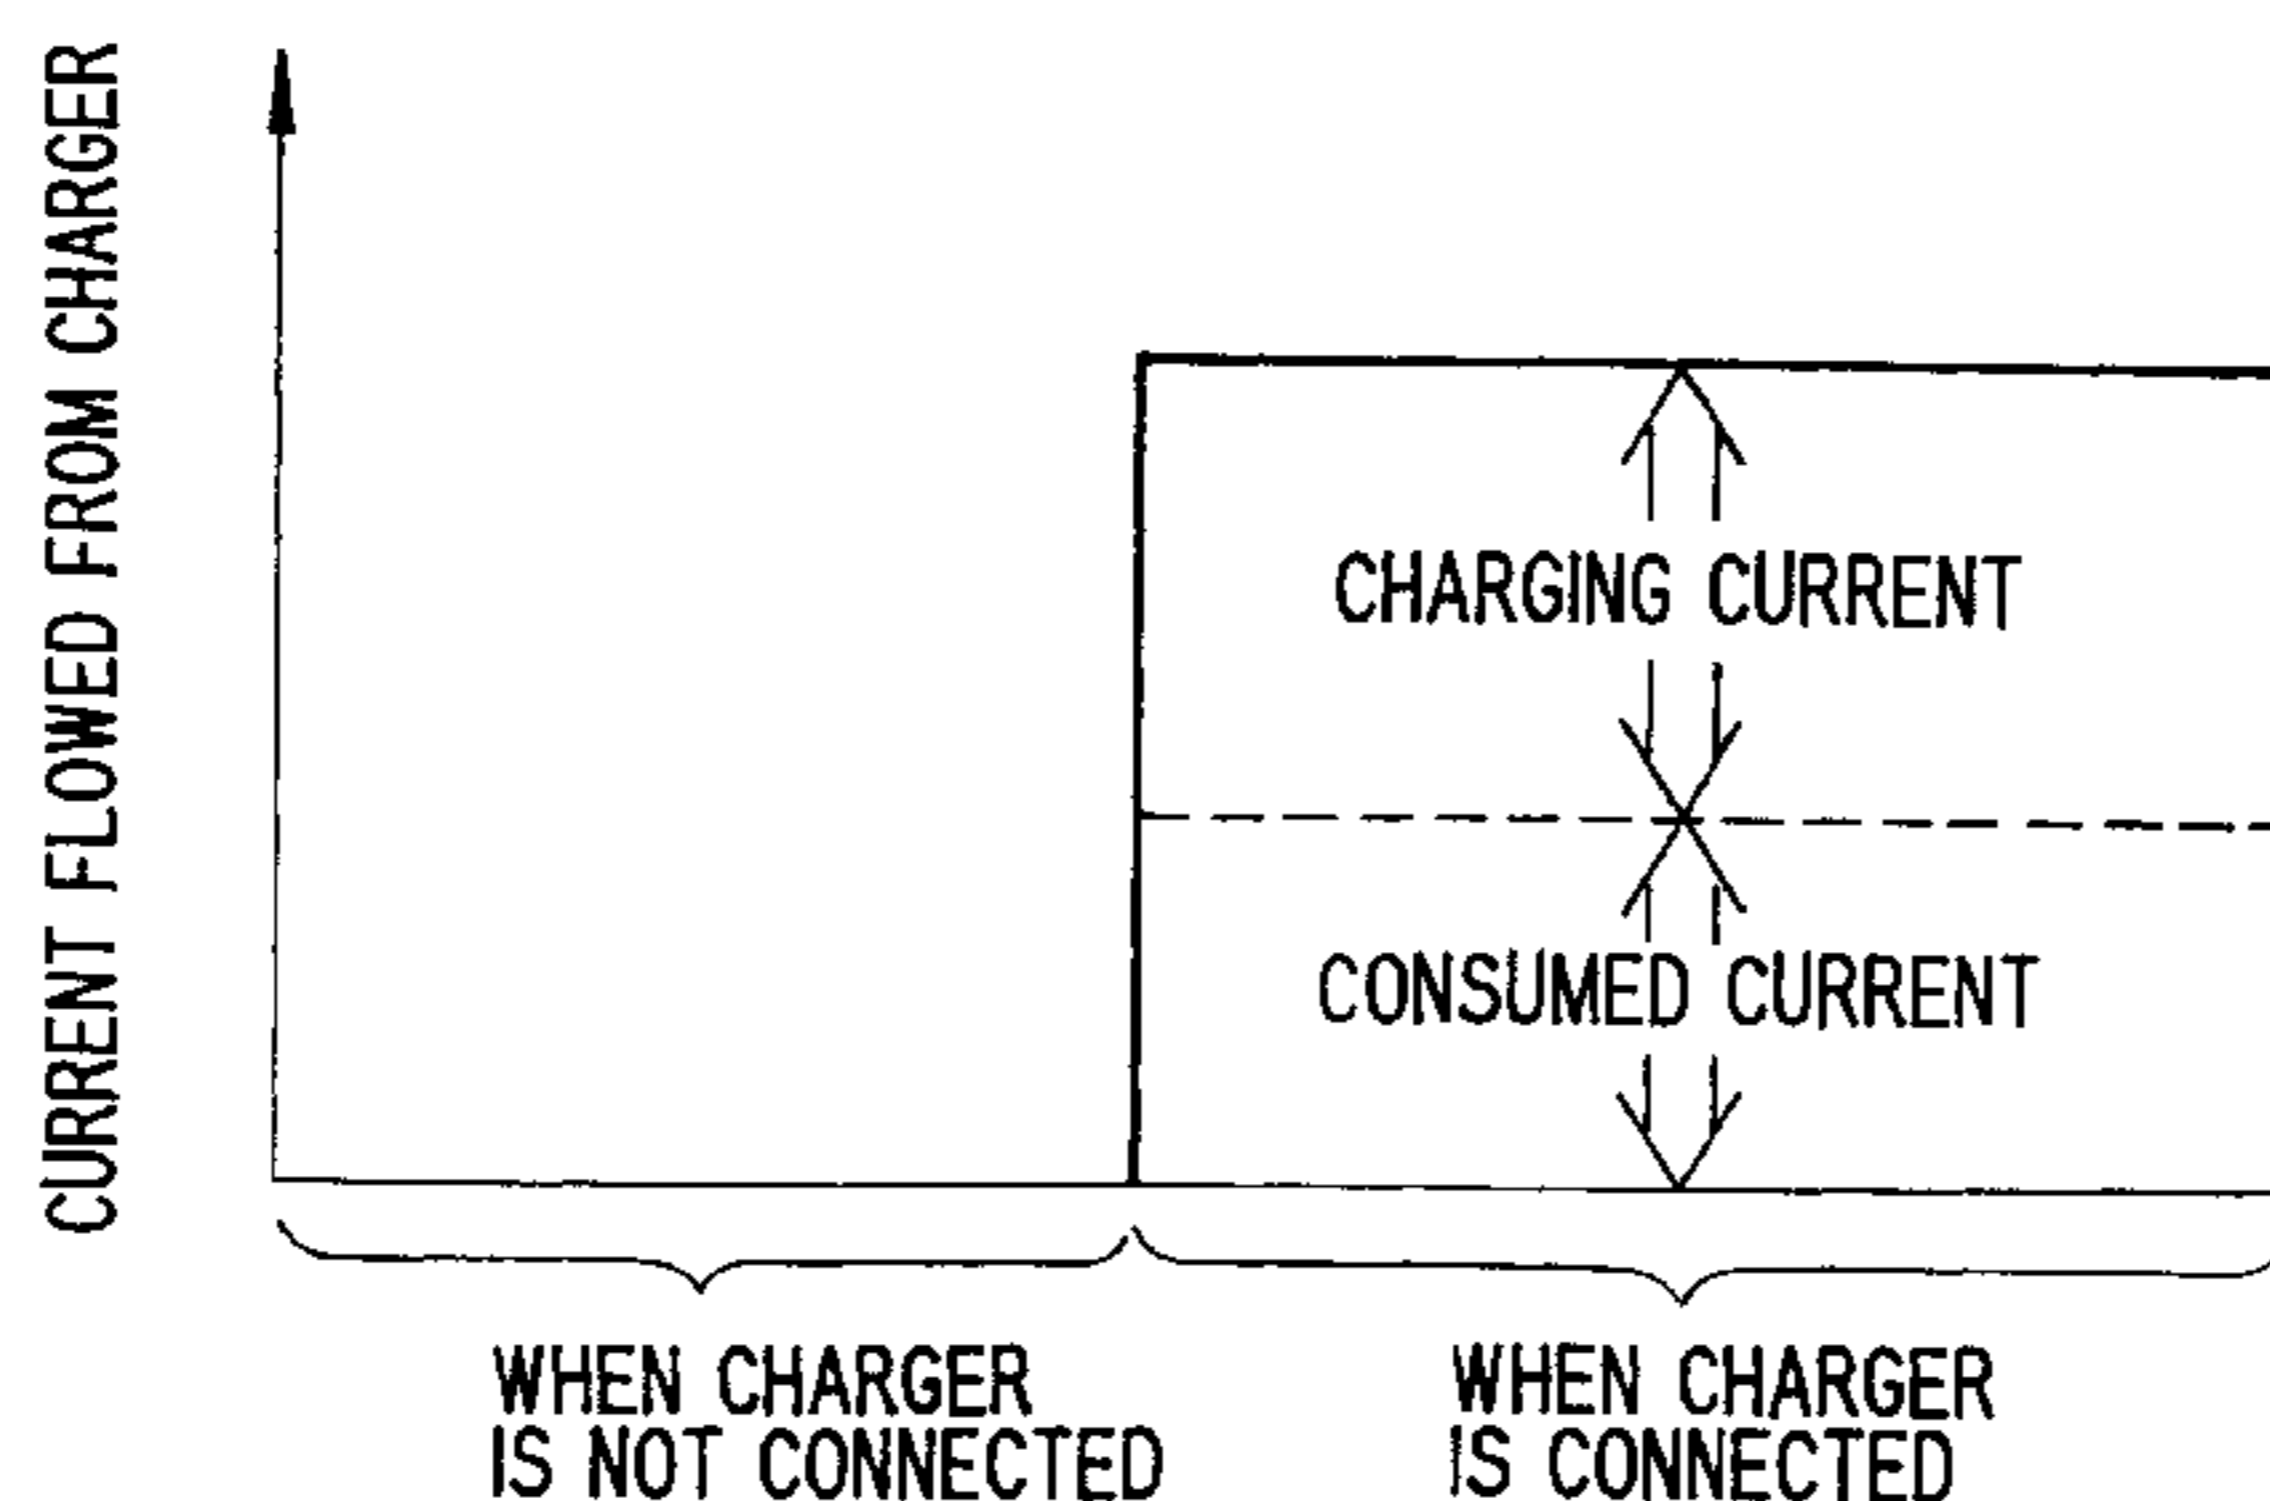 CURRENT FLOWED FROM CHARGER
CHARGING CURRENT
CONSUMED CURRENT
WHEN CHARGER
IS NOT CONNECTED
WHEN CHARGER
IS CONNECTED